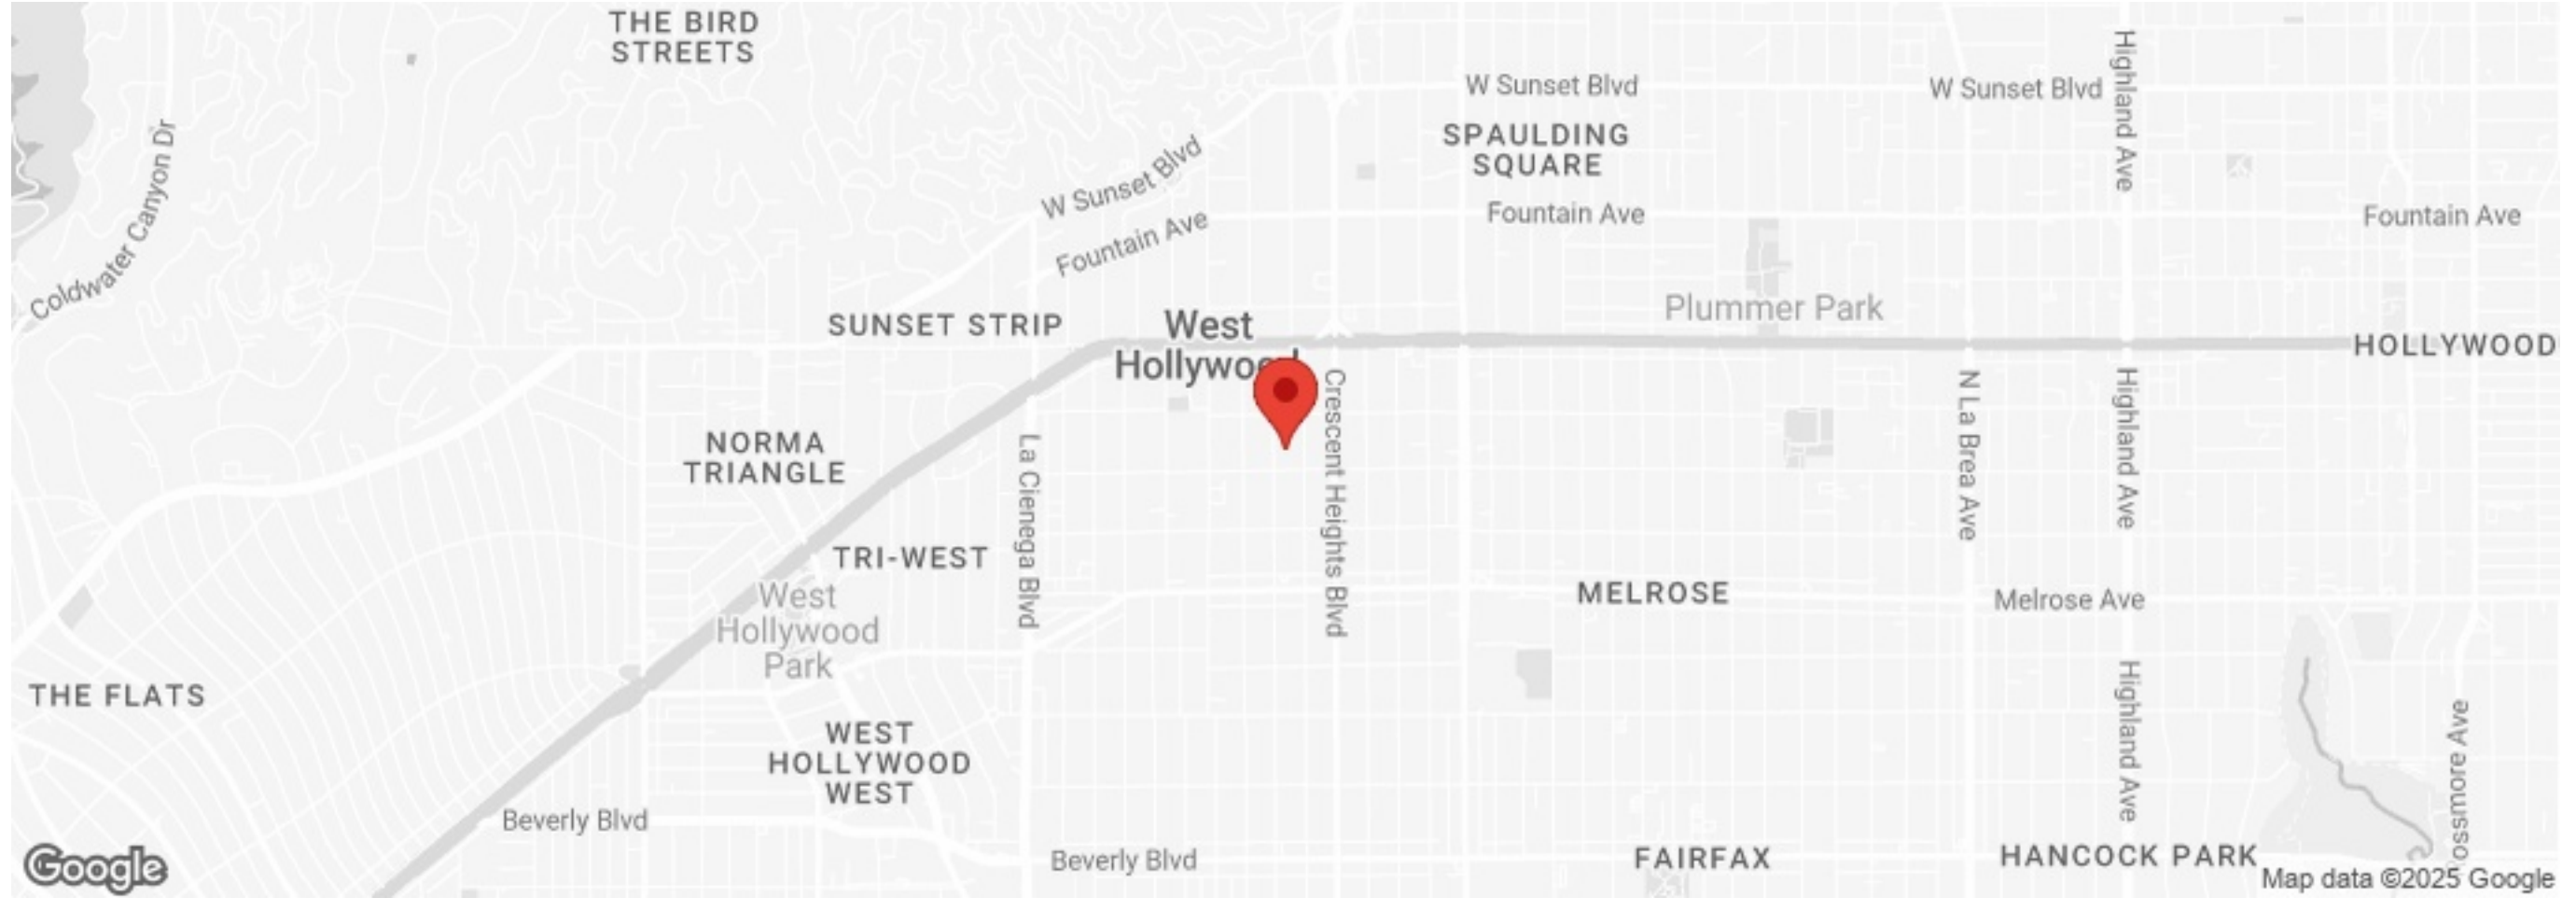 THE BIRD
STREETS
W Sunset Blvd
W Sunset Blvd
Highland Ave
SPAULDING
SQUARE
Coldwater Canyon Dr
W Sunset Blvd
Fountain Ave
Fountain Ave
Fountain Ave
SUNSET STRIP
West
Plummer Park
HOLLYWOOD
NORMA
TRIANGLE
La Cienega Blvd
Crescent Heights Blvd
N La Brea Ave
Highland Ave
TRI-WEST
West
Hollywood
Park
MELROSE
Melrose Ave
THE FLATS
WEST
HOLLYWOOD
WEST
Highland Ave
Beverly Blvd
Beverly Blvd
FAIRFAX
HANCOCK PARK
Google
Map data ©2025 Google